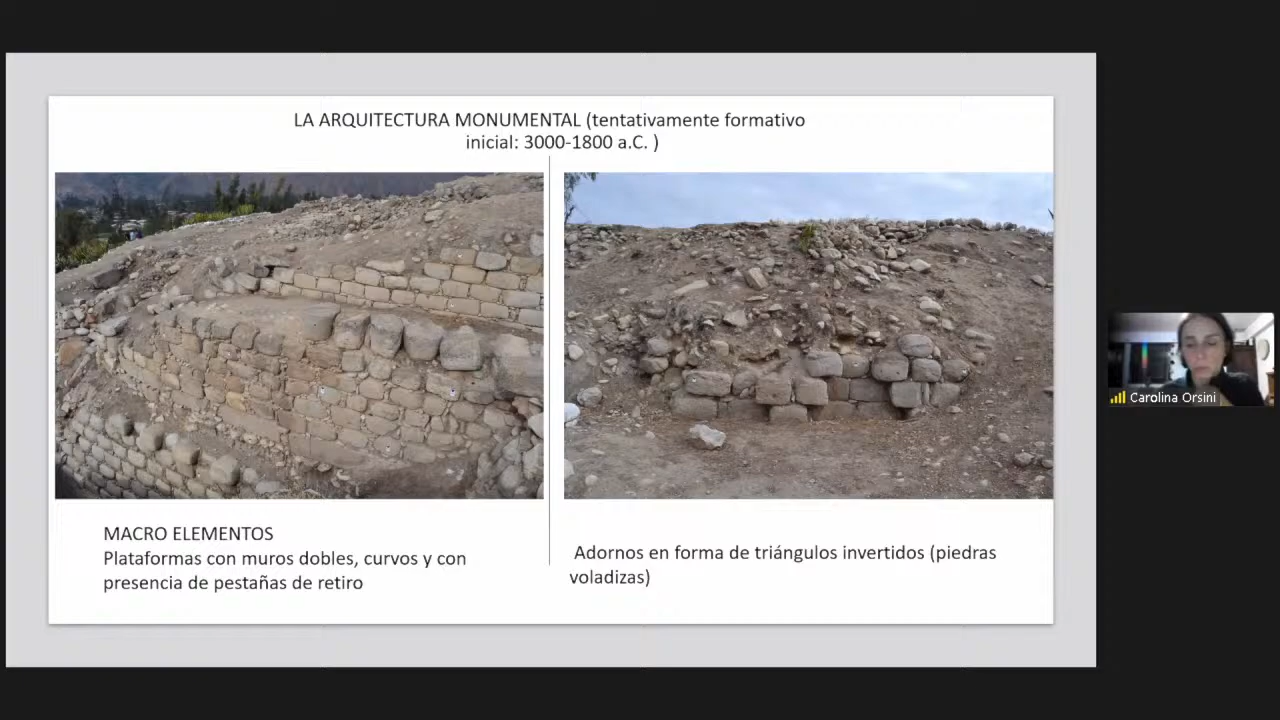 LA ARQUITECTURA MONUMENTAL (tentativamente formativo
inicial: 3000-1800 a.C. )
MACRO ELEMENTOS
Plataformas con muros dobles, curvos y con
presencia de pestañas de retiro
Adornos en forma de triángulos invertidos (piedras
voladizas)
Carolina Orsini